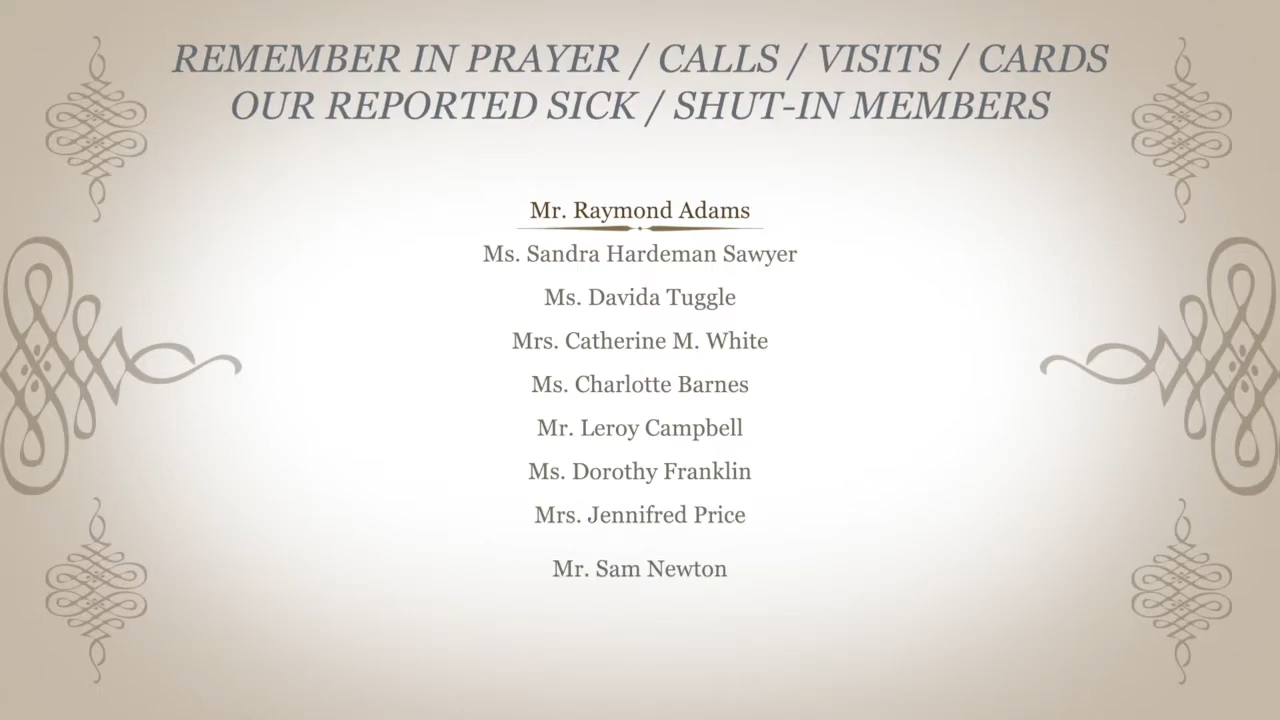 REMEMBER IN PRAYER / CALLS / VISITS / CARDS
OUR REPORTED SICK / SHUT-IN MEMBERS
Mr. Raymond Adams
Ms. Sandra Hardeman Sawyer
Ms. Davida Tuggle
Mrs. Catherine M. White
Ms. Charlotte Barnes
Mr. Leroy Campbell
Ms. Dorothy Franklin
Mrs. Jennifred Price
Mr. Sam Newton